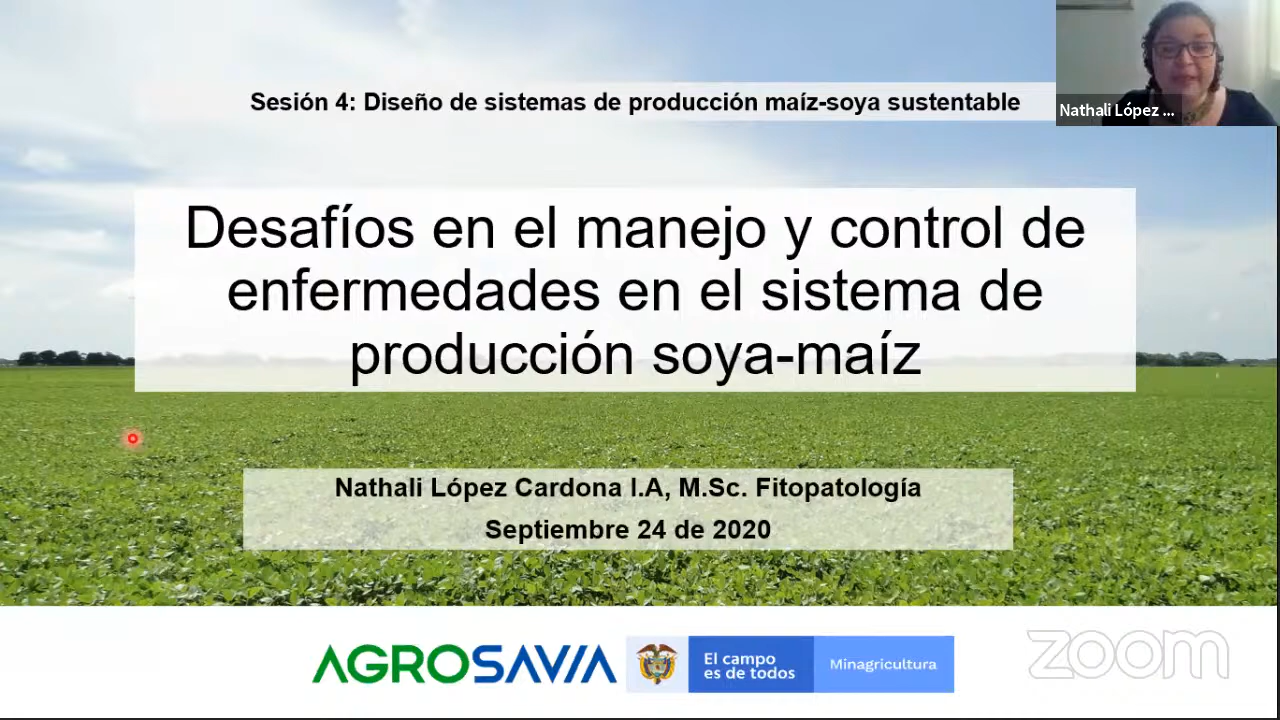 Sesión 4: Diseño de sistemas de producción maíz-soya sustentable
Nathali López ...
Desafíos en el manejo y control de
enfermedades en el sistema de
producción soya-maíz
Nathali López Cardona I.A, M.Sc. Fitopatología
Septiembre 24 de 2020
AGROSAVIA
El campo
es de todos
Minagricultura
zoom